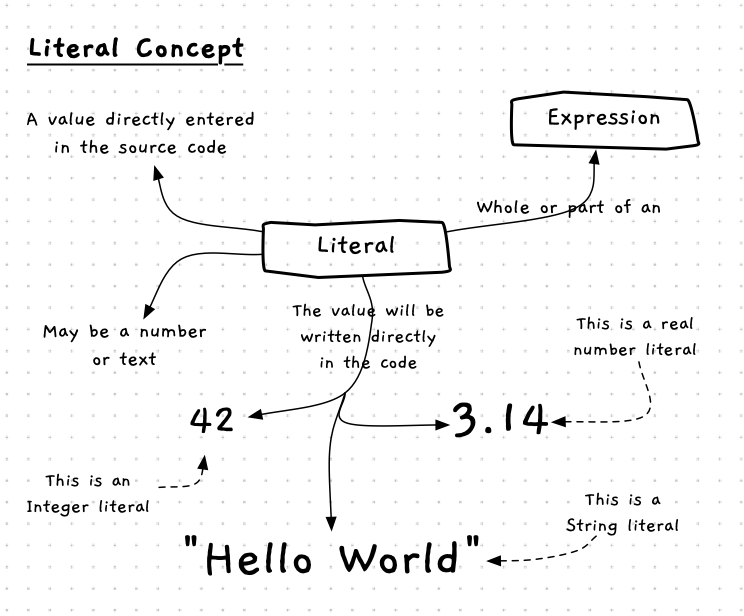 Literal Concept
A value directly entered
in the source code
Expression
Whole or part of an
Literal
May be a number
or text
The value will be
written directly
in the code
This is a real
number literal
42
3.14
This is an
Integer literal
This is a
String literal
"Hello World"